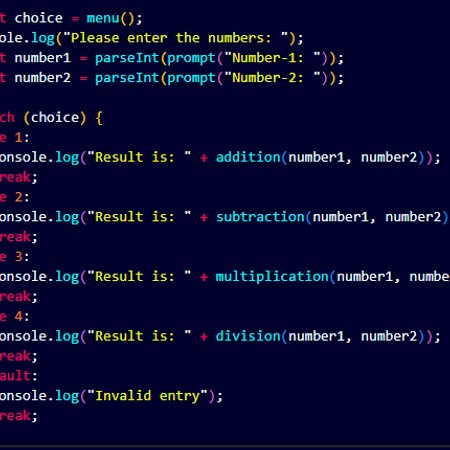 t choice = menu();
ole.log("Please enter the numbers: ");
t number1 = parseInt(prompt("Number-1: "));
t number2 = parseInt(prompt("Number-2: "));
ch (choice) {
e 1:
onsole.log("Result is: " + addition(number1, number2));
reak;
e 2:
onsole.log("Result is: " + subtraction(number1, number2)
reak;
e 3:
onsole.log("Result is: " + multiplication(number1, numbe
reak;
e 4:
onsole.log("Result is: " + division(number1, number2));
reak;
ault:
onsole.log("Invalid entry");
reak;